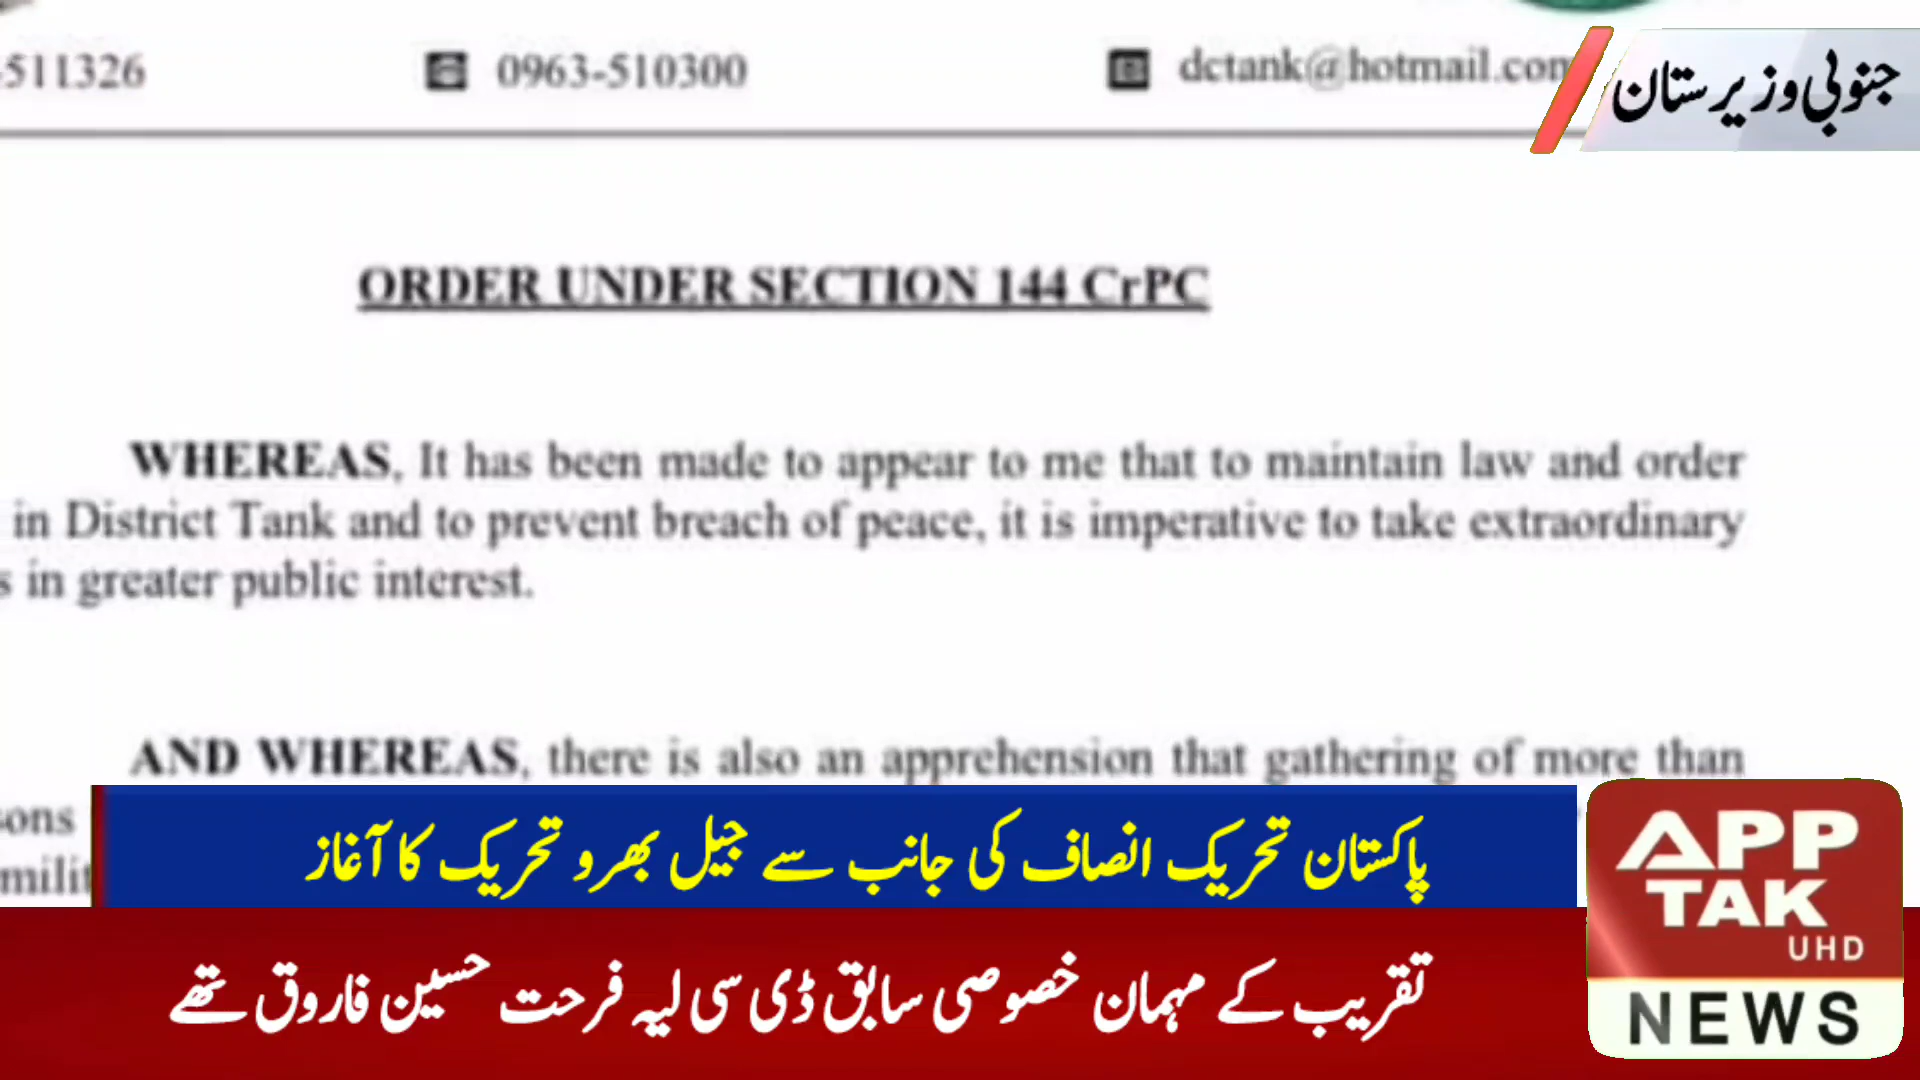 -511326 0963-510300 dctank@hotmail.com
جنوبی وزیرستان
ORDER UNDER SECTION 144 CrPC
WHEREAS, It has been made to appear to me that to maintain law and order
in District Tank and to prevent breach of peace, it is imperative to take extraordinary
s in greater public interest.
AND WHEREAS, there is also an apprehension that gathering of more than
sons
milit
پاکستان تحریک انصاف کی جانب سے جیل بھرو تحریک کا آغاز
تقریب کے مہمان خصوصی سابق ڈی سی لیہ فرحت حسین فاروق تھے
APP
TAK
UHD
NEWS